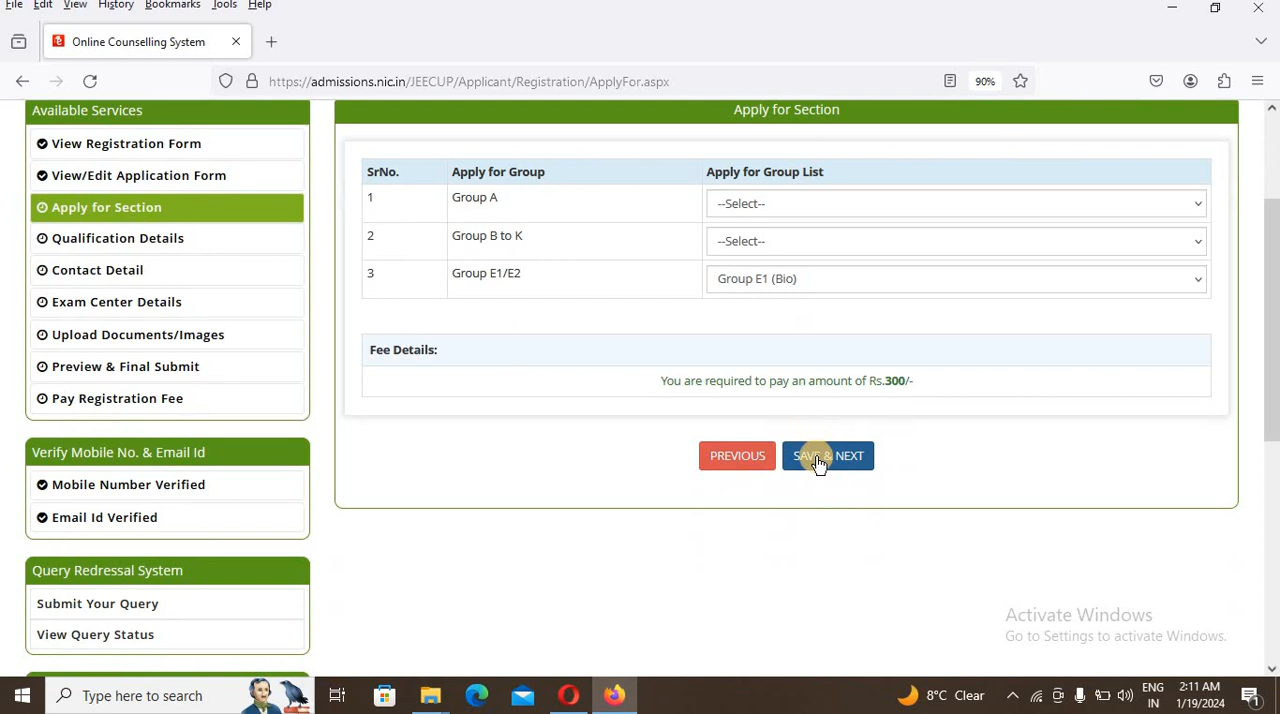 File Edit View History Bookmarks Tools Help
Online Counselling System
https://admissions.nic.in/JEECUP/Applicant/Registration/ApplyFor.aspx 90%
Available Services
View Registration Form
View/Edit Application Form
Apply for Section
Qualification Details
Contact Detail
Exam Center Details
Upload Documents/Images
Preview & Final Submit
Pay Registration Fee
Verify Mobile No. & Email Id
Mobile Number Verified
Email Id Verified
Query Redressal System
Submit Your Query
View Query Status
Apply for Section
SrNo. Apply for Group Apply for Group List
1 Group A --Select--
2 Group B to K --Select--
3 Group E1/E2 Group E1 (Bio)
Fee Details:
You are required to pay an amount of Rs.300/-
PREVIOUS SAVE & NEXT
Activate Windows
Go to Settings to activate Windows.
Type here to search 8°C Clear ENG 2:11 AM
IN 1/19/2024 1